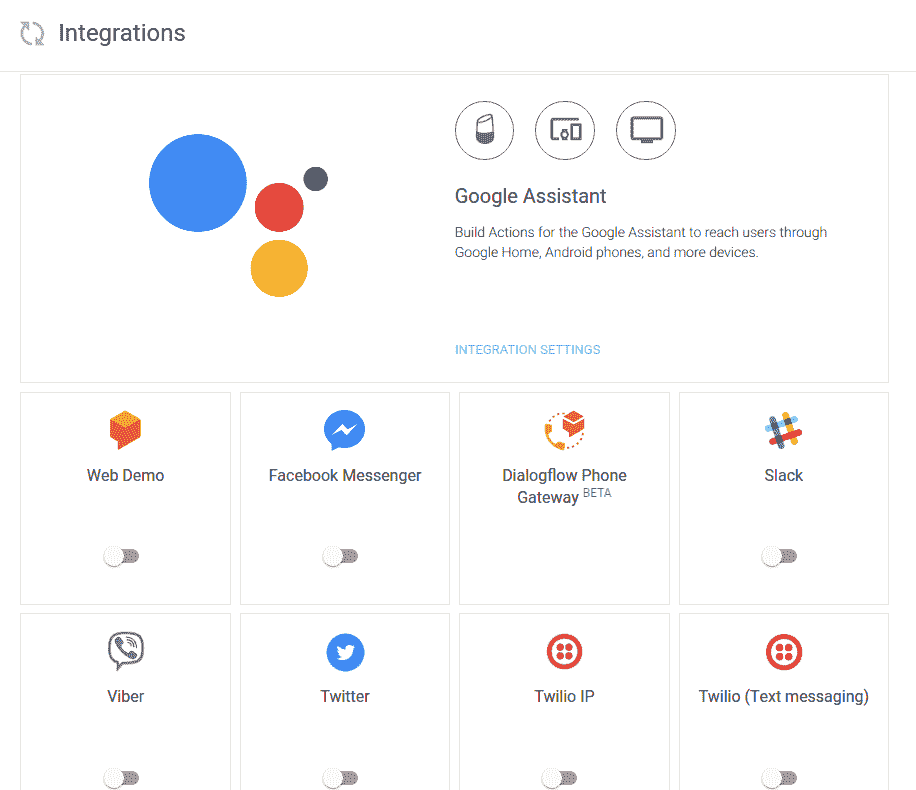 Integrations
Google Assistant
Build Actions for the Google Assistant to reach users through
Google Home, Android phones, and more devices.
INTEGRATION SETTINGS
Web Demo
Facebook Messenger
Dialogflow Phone
Gateway BETA
Slack
Viber
Twitter
Twilio IP
Twilio (Text messaging)